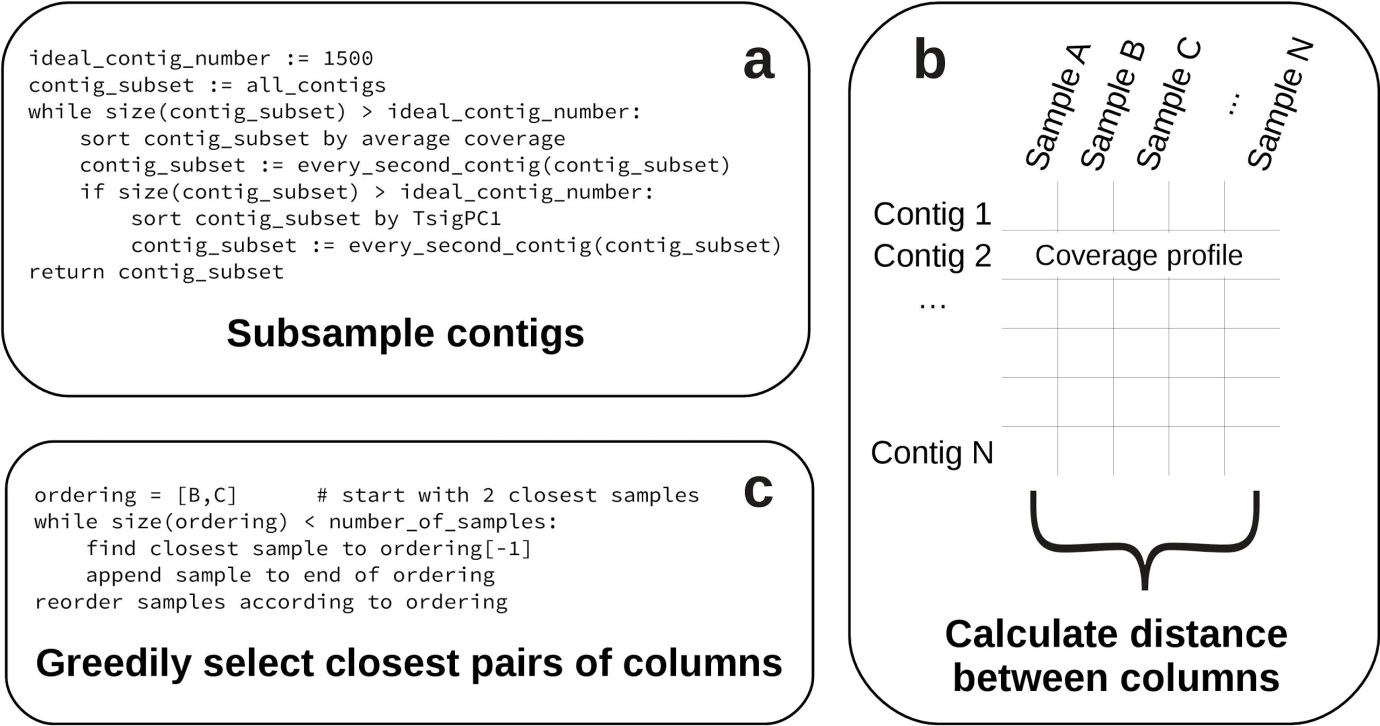 a
ideal_contig_number := 1500
contig_subset := all_contigs
while size(contig_subset) > ideal_contig_number:
    sort contig_subset by average coverage
    contig_subset := every_second_contig(contig_subset)
    if size(contig_subset) > ideal_contig_number:
        sort contig_subset by TsigPC1
        contig_subset := every_second_contig(contig_subset)
return contig_subset
Subsample contigs
b
Sample A
Sample B
Sample C
...
Sample N
Contig 1
Contig 2
Coverage profile
...
Contig N
Calculate distance
between columns
c
ordering = [B,C]      # start with 2 closest samples
while size(ordering) < number_of_samples:
    find closest sample to ordering[-1]
    append sample to end of ordering
reorder samples according to ordering
Greedily select closest pairs of columns